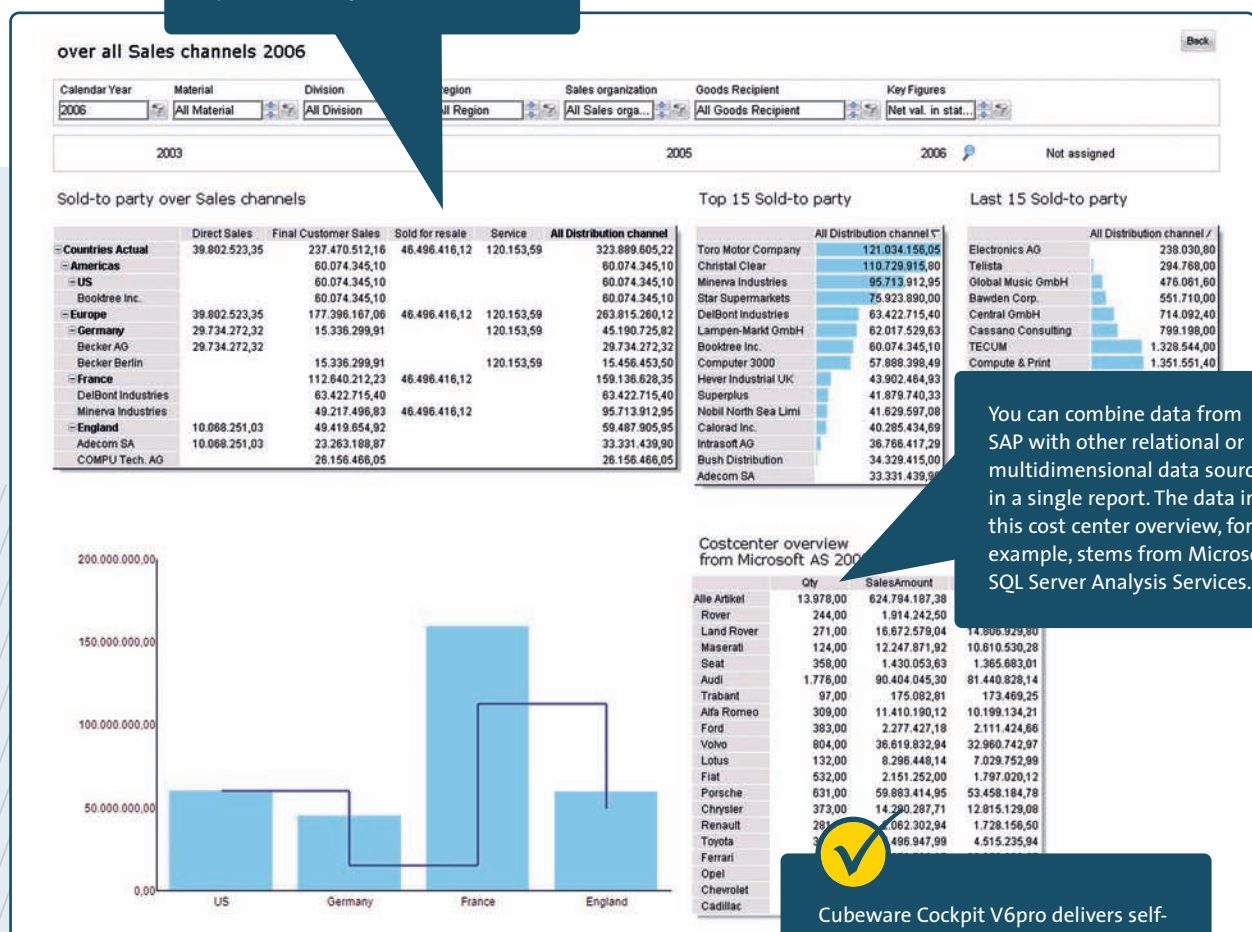 over all Sales channels 2006
Back
Calendar Year Material Division Region Sales organization Goods Recipient Key Figures
2006 All Material All Division All Region All Sales orga... All Goods Recipient Net val. in stat...
2003 2005 2006 Not assigned
Sold-to party over Sales channels
Direct Sales Final Customer Sales Sold for resale Service All Distribution channel
Countries Actual 39.802.523,35 237.470.512,16 46.496.416,12 120.153,59 323.889.605,22
Americas 60.074.345,10 60.074.345,10
US 60.074.345,10 60.074.345,10
Booktree Inc. 60.074.345,10 60.074.345,10
Europe 39.802.523,35 177.396.167,06 46.496.416,12 120.153,59 263.815.260,12
Germany 29.734.272,32 15.336.299,91 120.153,59 45.190.725,82
Becker AG 29.734.272,32 29.734.272,32
Becker Berlin 15.336.299,91 120.153,59 15.456.453,50
France 112.640.212,23 46.496.416,12 159.136.628,35
DelBont Industries 63.422.715,40 63.422.715,40
Minerva Industries 49.217.496,83 46.496.416,12 95.713.912,95
England 10.068.251,03 49.419.654,92 59.487.905,95
Adecom SA 10.068.251,03 23.263.188,87 33.331.439,90
COMPU Tech. AG 26.156.466,05 26.156.466,05
Top 15 Sold-to party
All Distribution channel
Toro Motor Company 121.034.156,05
Christal Clear 110.729.915,80
Minerva Industries 95.713.912,95
Star Supermarkets 75.923.890,00
DelBont Industries 63.422.715,40
Lampen-Markt GmbH 62.017.529,63
Booktree Inc. 60.074.345,10
Computer 3000 57.888.398,49
Hever Industrial UK 43.902.464,93
Superplus 41.879.740,33
Nobil North Sea Limi 41.629.597,08
Calorad Inc. 40.285.434,69
Intrasoft AG 36.766.417,29
Bush Distribution 34.329.415,00
Adecom SA
Last 15 Sold-to party
All Distribution channel
Electronics AG 238.030,80
Telista 294.768,00
Global Music GmbH 476.061,60
Bawden Corp. 551.710,00
Central GmbH 714.092,40
Cassano Consulting 799.198,00
TECUM 1.328.544,00
Compute & Print 1.351.551,40
You can combine data from
SAP with other relational or
multidimensional data
in a single report. The data
this cost center overview, for
example, stems from
SQL Server Analysis Services.
200.000.000,00
150.000.000,00
100.000.000,00
50.000.000,00
0,00
US Germany France England
Costcenter overview
from Microsoft AS
Qty SalesAmount
Alle Artikel 13.978,00 624.794.187,38
Rover 244,00 1.914.242,50
Land Rover 271,00 16.672.579,04 14.806.929,80
Maserati 124,00 12.247.871,92 10.610.530,28
Seat 358,00 1.430.053,63 1.365.683,01
Audi 1.776,00 90.404.045,30 81.440.828,14
Trabant 97,00 175.082,81 173.469,25
Alfa Romeo 309,00 11.410.190,12 10.199.134,21
Ford 383,00 2.277.427,18 2.111.424,66
Volvo 804,00 36.619.832,94 32.960.742,97
Lotus 132,00 8.296.448,14 7.029.752,99
Fiat 532,00 2.151.252,00 1.797.020,12
Porsche 631,00 59.883.414,95 53.458.184,78
Chrysler 373,00 14.280.287,71 12.815.129,08
Renault 1.728.156,50
Toyota 4.515.235,94
Ferrari
Opel
Chevrolet
Cadillac
Cubeware Cockpit V6pro delivers self-